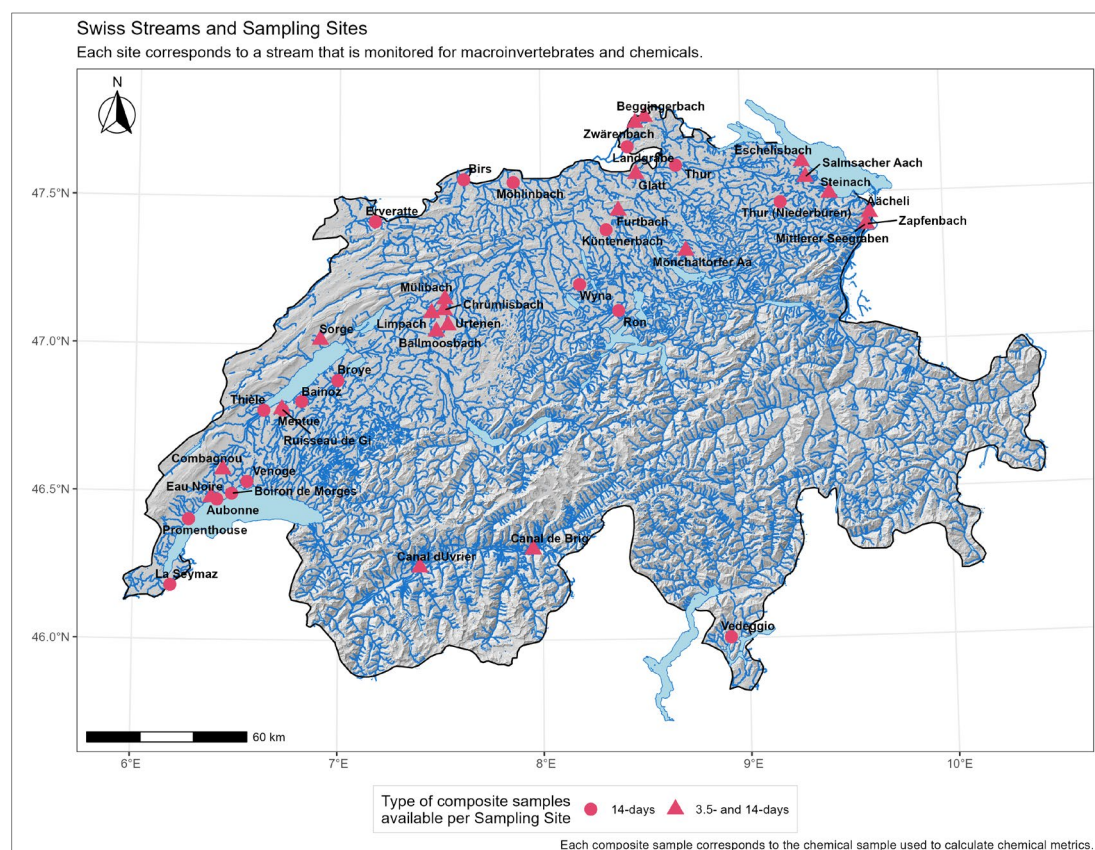 Swiss Streams and Sampling Sites
Each site corresponds to a stream that is monitored for macroinvertebrates and chemicals.
N
Beggingerbach
Zwärenbach
Landgrabe
Eschelisbach
Salmsacher Aach
Birs
Thur
Steinach
47.5°N
Möhlinbach
Glatt
Aächeli
Erveratte
Furtbach
Thur (Niederbüren)
Zapfenbach
Küntenerbach
Mittlerer Seegraben
Mönchaltorfer Aa
Mülibach
Wyna
Chrümlisbach
Limpach
Urtenen
Ron
Sorge
47.0°N
Ballmoosbach
Broye
Bainoz
Thièle
Mentue
Ruisseau de Gi
Combagnou
Venoge
46.5°N
Eau Noire
Boiron de Morges
Aubonne
Promenthouse
Canal de Brig
Canal dUvrier
La Seymaz
46.0°N
Vedeggio
60 km
6°E
7°E
8°E
9°E
10°E
Type of composite samples
available per Sampling Site
14-days
3.5- and 14-days
Each composite sample corresponds to the chemical sample used to calculate chemical metrics.